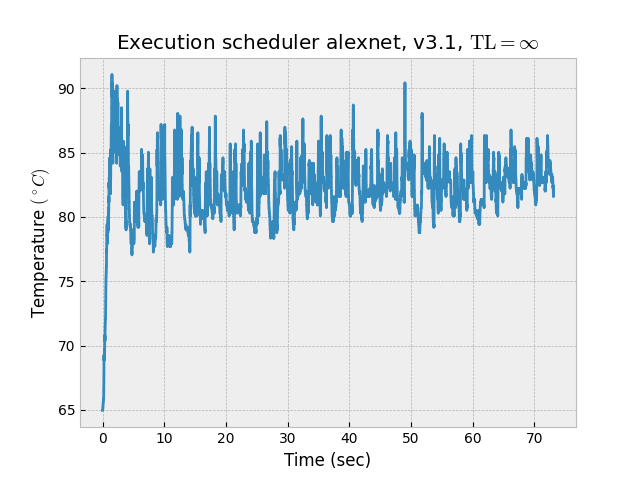 Execution scheduler alexnet, v3.1, TL = ∞
90
85
80
75
70
65
Temperature (°C)
0 10 20 30 40 50 60 70
Time (sec)